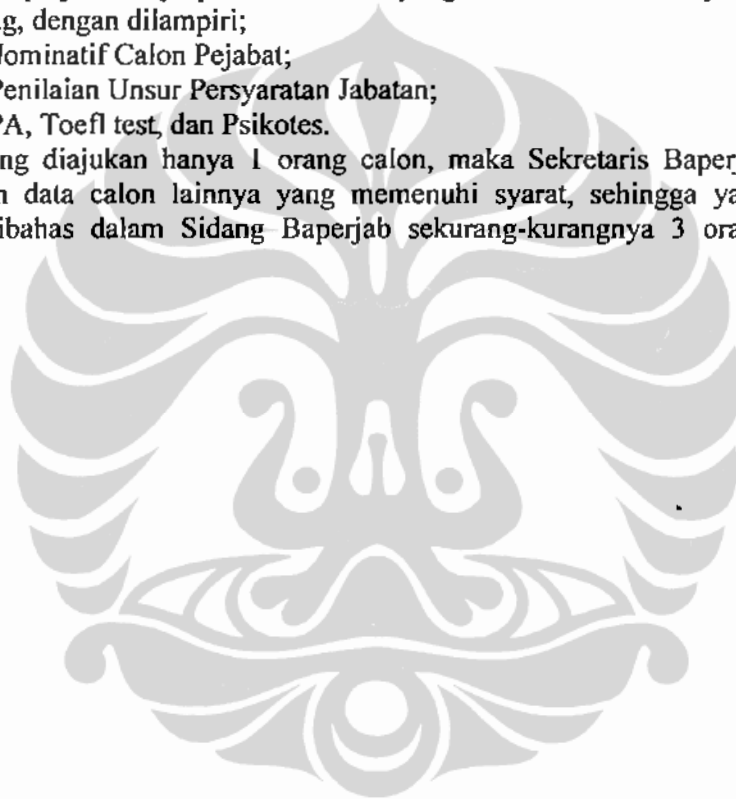 g, dengan dilampiri;
Nominatif Calon Pejabat;
Penilaian Unsur Persyaratan Jabatan;
PA, Toefl test, dan Psikotes.
ng diajukan hanya 1 orang calon, maka Sekretaris Baperj
n data calon lainnya yang memenuhi syarat, sehingga ya
ibahas dalam Sidang Baperjab sekurang-kurangnya 3 ora